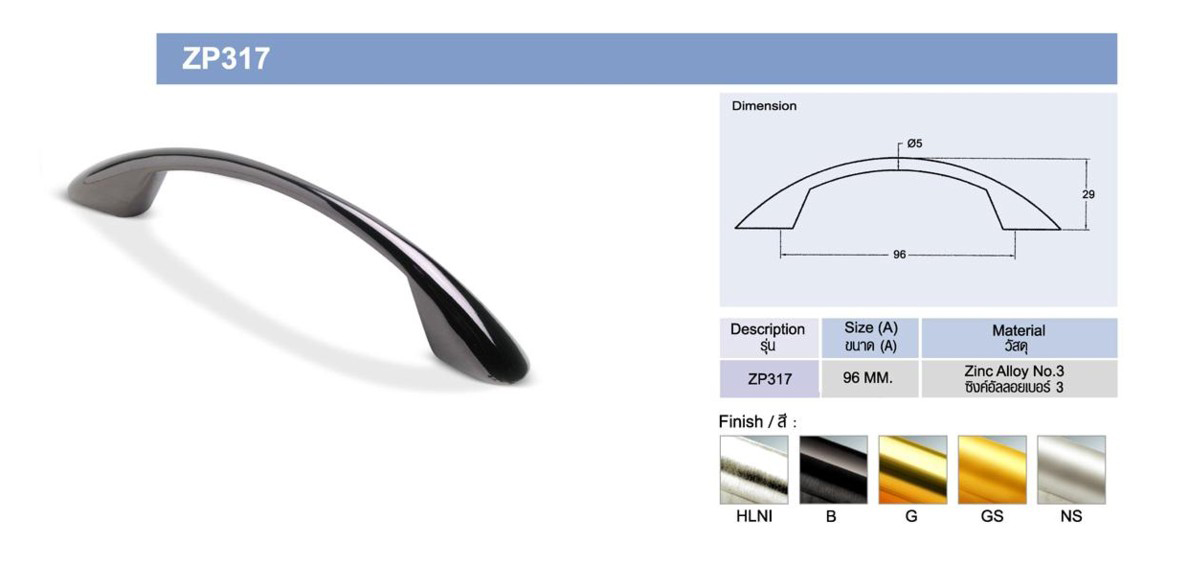 ZP317
Dimension
Ø5
29
96
Description
รุ่น
Size (A)
ขนาด (A)
Material
วัสดุ
ZP317
96 MM.
Zinc Alloy No.3
ซิงค์อัลลอยเบอร์ 3
Finish / สี :
HLNI
B
G
GS
NS